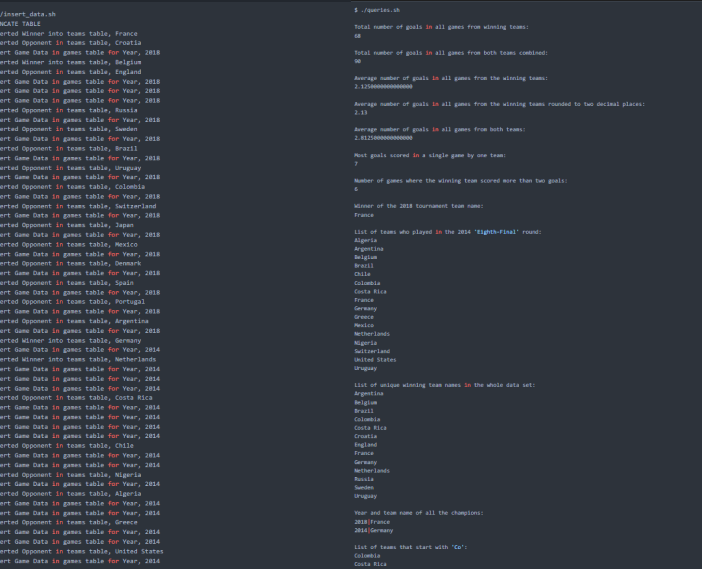 /insert_data.sh
NCATE TABLE
erted Winner into teams table, France
erted Opponent in teams table, Croatia
ert Game Data in games table for Year, 2018
erted Winner into teams table, Belgium
erted Opponent in teams table, England
ert Game Data in games table for Year, 2018
ert Game Data in games table for Year, 2018
ert Game Data in games table for Year, 2018
erted Opponent in teams table, Russia
ert Game Data in games table for Year, 2018
erted Opponent in teams table, Sweden
ert Game Data in games table for Year, 2018
erted Opponent in teams table, Brazil
ert Game Data in games table for Year, 2018
erted Opponent in teams table, Uruguay
ert Game Data in games table for Year, 2018
erted Opponent in teams table, Colombia
ert Game Data in games table for Year, 2018
erted Opponent in teams table, Switzerland
ert Game Data in games table for Year, 2018
erted Opponent in teams table, Japan
ert Game Data in games table for Year, 2018
erted Opponent in teams table, Mexico
ert Game Data in games table for Year, 2018
erted Opponent in teams table, Denmark
ert Game Data in games table for Year, 2018
erted Opponent in teams table, Spain
ert Game Data in games table for Year, 2018
erted Opponent in teams table, Portugal
ert Game Data in games table for Year, 2018
erted Opponent in teams table, Argentina
ert Game Data in games table for Year, 2018
erted Winner into teams table, Germany
ert Game Data in games table for Year, 2014
erted Winner into teams table, Netherlands
ert Game Data in games table for Year, 2014
ert Game Data in games table for Year, 2014
ert Game Data in games table for Year, 2014
erted Opponent in teams table, Costa Rica
ert Game Data in games table for Year, 2014
ert Game Data in games table for Year, 2014
ert Game Data in games table for Year, 2014
ert Game Data in games table for Year, 2014
erted Opponent in teams table, Chile
ert Game Data in games table for Year, 2014
ert Game Data in games table for Year, 2014
erted Opponent in teams table, Nigeria
ert Game Data in games table for Year, 2014
erted Opponent in teams table, Algeria
ert Game Data in games table for Year, 2014
erted Opponent in teams table, Greece
ert Game Data in games table for Year, 2014
ert Game Data in games table for Year, 2014
erted Opponent in teams table, United States
ert Game Data in games table for Year, 2014
$ ./queries.sh
Total number of goals in all games from winning teams:
68
Total number of goals in all games from both teams combined:
90
Average number of goals in all games from the winning teams:
2.1250000000000000
Average number of goals in all games from the winning teams rounded to two decimal places:
2.13
Average number of goals in all games from both teams:
2.8125000000000000
Most goals scored in a single game by one team:
7
Number of games where the winning team scored more than two goals:
6
Winner of the 2018 tournament team name:
France
List of teams who played in the 2014 'Eighth-Final' round:
Algeria
Argentina
Belgium
Brazil
Chile
Colombia
Costa Rica
France
Germany
Greece
Mexico
Netherlands
Nigeria
Switzerland
United States
Uruguay
List of unique winning team names in the whole data set:
Argentina
Belgium
Brazil
Colombia
Costa Rica
Croatia
England
France
Germany
Netherlands
Russia
Sweden
Uruguay
Year and team name of all the champions:
2018|France
2014|Germany
List of teams that start with 'Co':
Colombia
Costa Rica